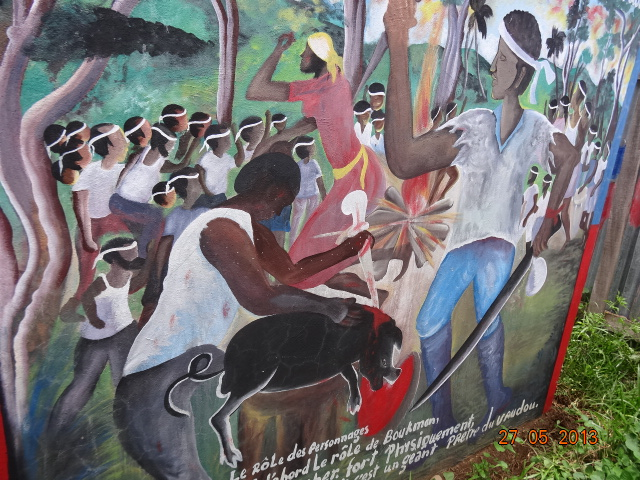 Le Rôle des Personnages
d'abord Le rôle de Boukman,
fort, Physiquement,
c'est un géant Prêtre du vaudou.
27.05.2013